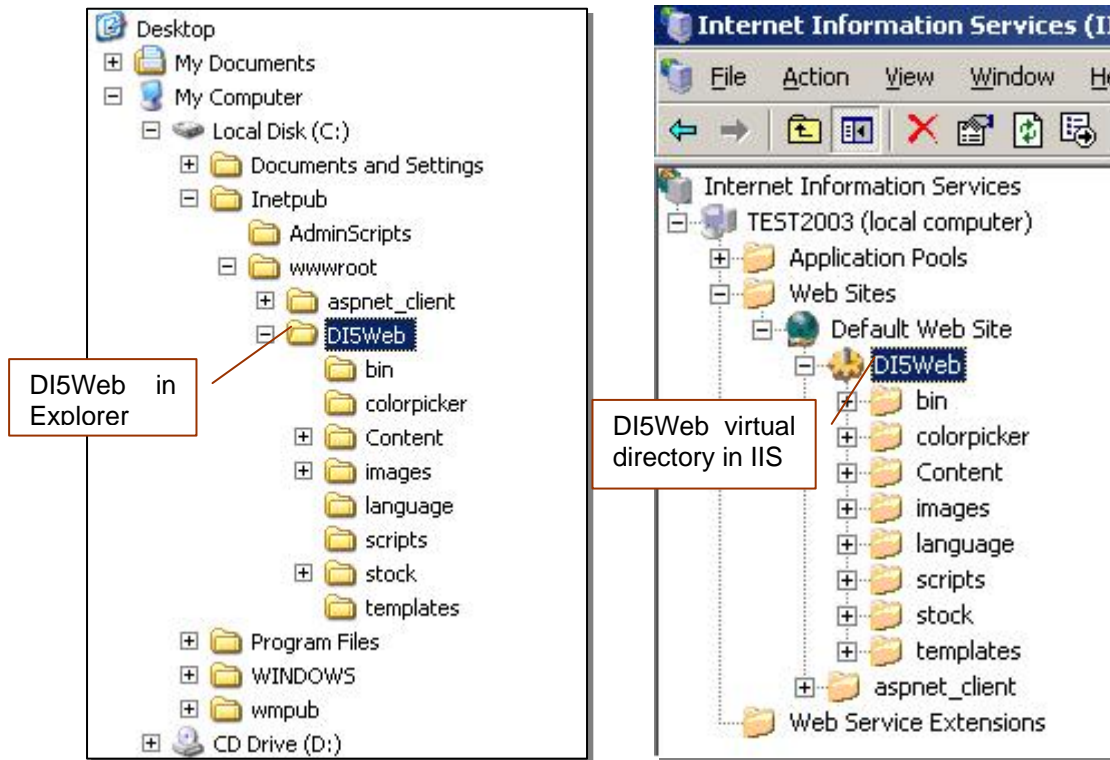 Desktop
My Documents
My Computer
Local Disk (C:)
Documents and Settings
Inetpub
AdminScripts
wwwroot
aspnet_client
DI5Web
bin
colorpicker
Content
images
language
scripts
stock
templates
Program Files
WINDOWS
wmpub
CD Drive (D:)
DI5Web in
Explorer
Internet Information Services (II
File Action View Window He
Internet Information Services
TEST2003 (local computer)
Application Pools
Web Sites
Default Web Site
DI5Web
bin
colorpicker
Content
images
language
scripts
stock
templates
aspnet_client
Web Service Extensions
DI5Web virtual
directory in IIS